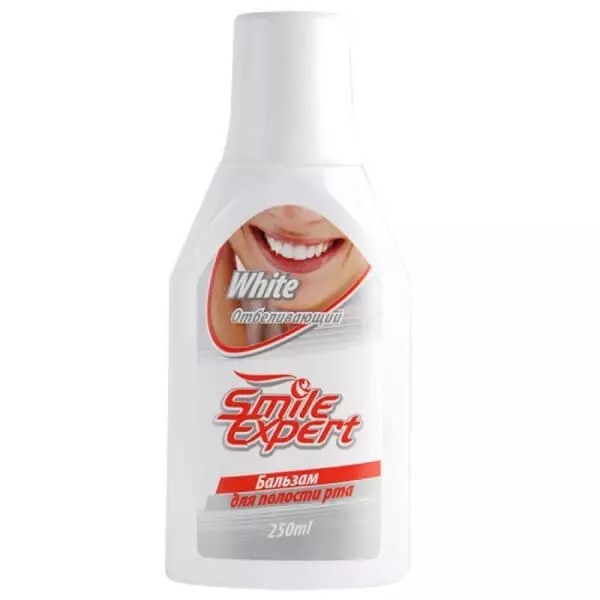 White
Отбеливающий
Smile
Expert
Бальзам
для полости рта
250ml